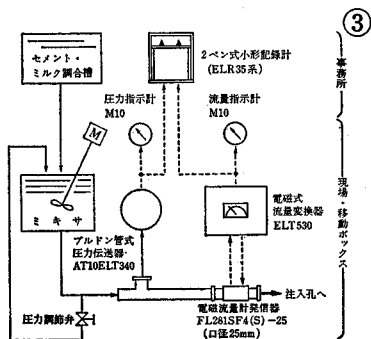 ③
セメント・
ミルク調合槽
2ペン式小形記録計
(ELR35系)
圧力指示計
M10
流量指示計
M10
事務所
M
ミキサ
ブルドン管式
圧力伝送器
AT10ELT340
電磁式
流量変換器
ELT530
現場・移動ボックス
圧力調節弁
注入孔へ
電磁流量計発信器
FL281SF4(S)-25
(口径25mm)